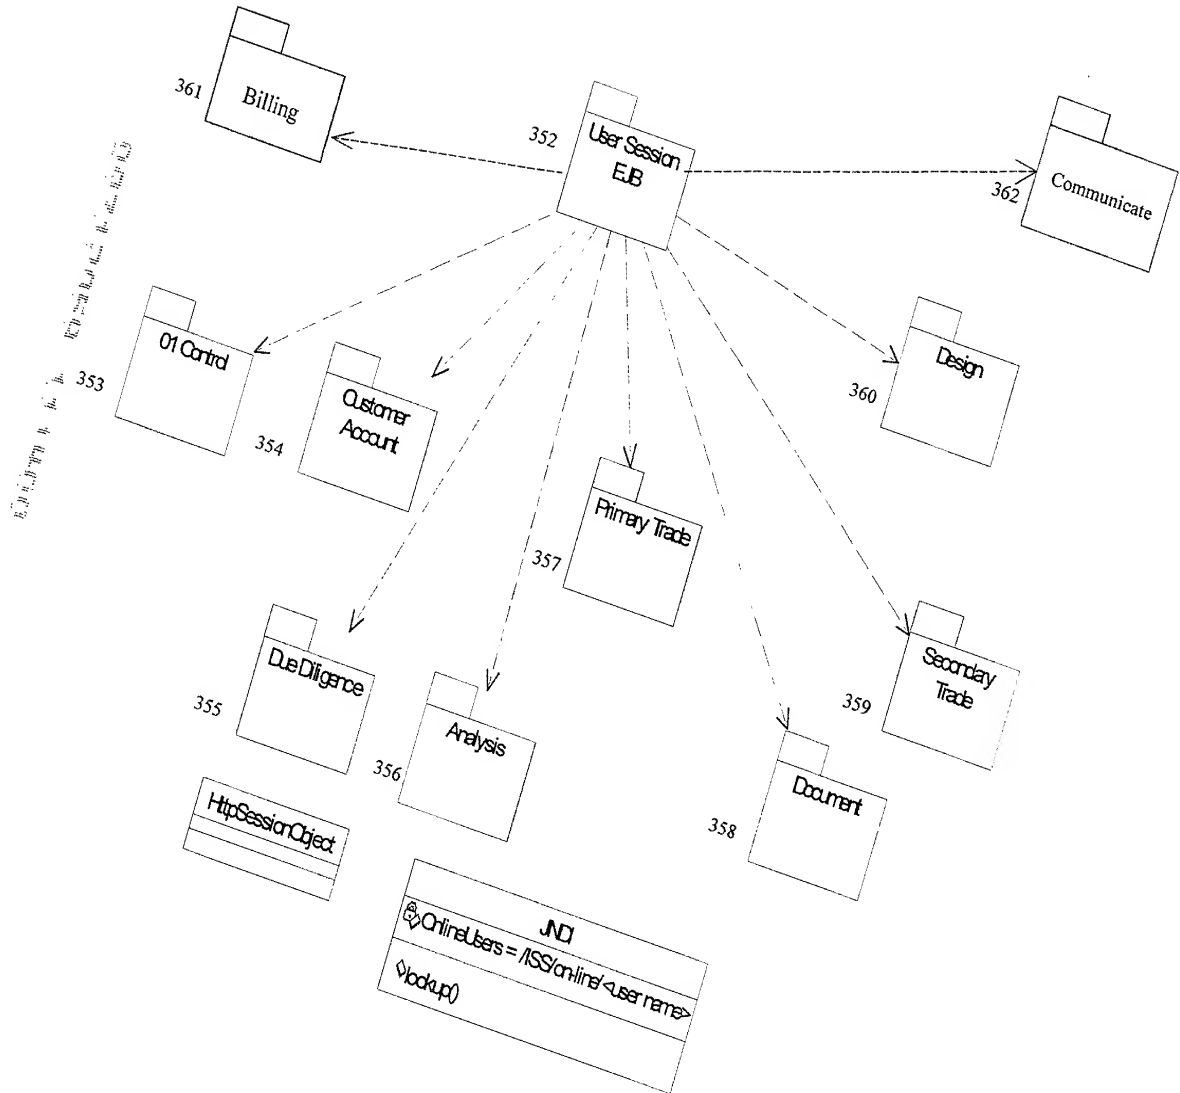 361
Billing
352
User Session
EJB
362
Communicate
353
01 Control
354
Customer
Account
360
Design
357
Primary Trade
355
Due Diligence
356
Analysis
359
Secondary
Trade
358
Document
HttpSessionObject
JNDI
OnlineUsers = /ISS/on-line/<user name>
lookup()